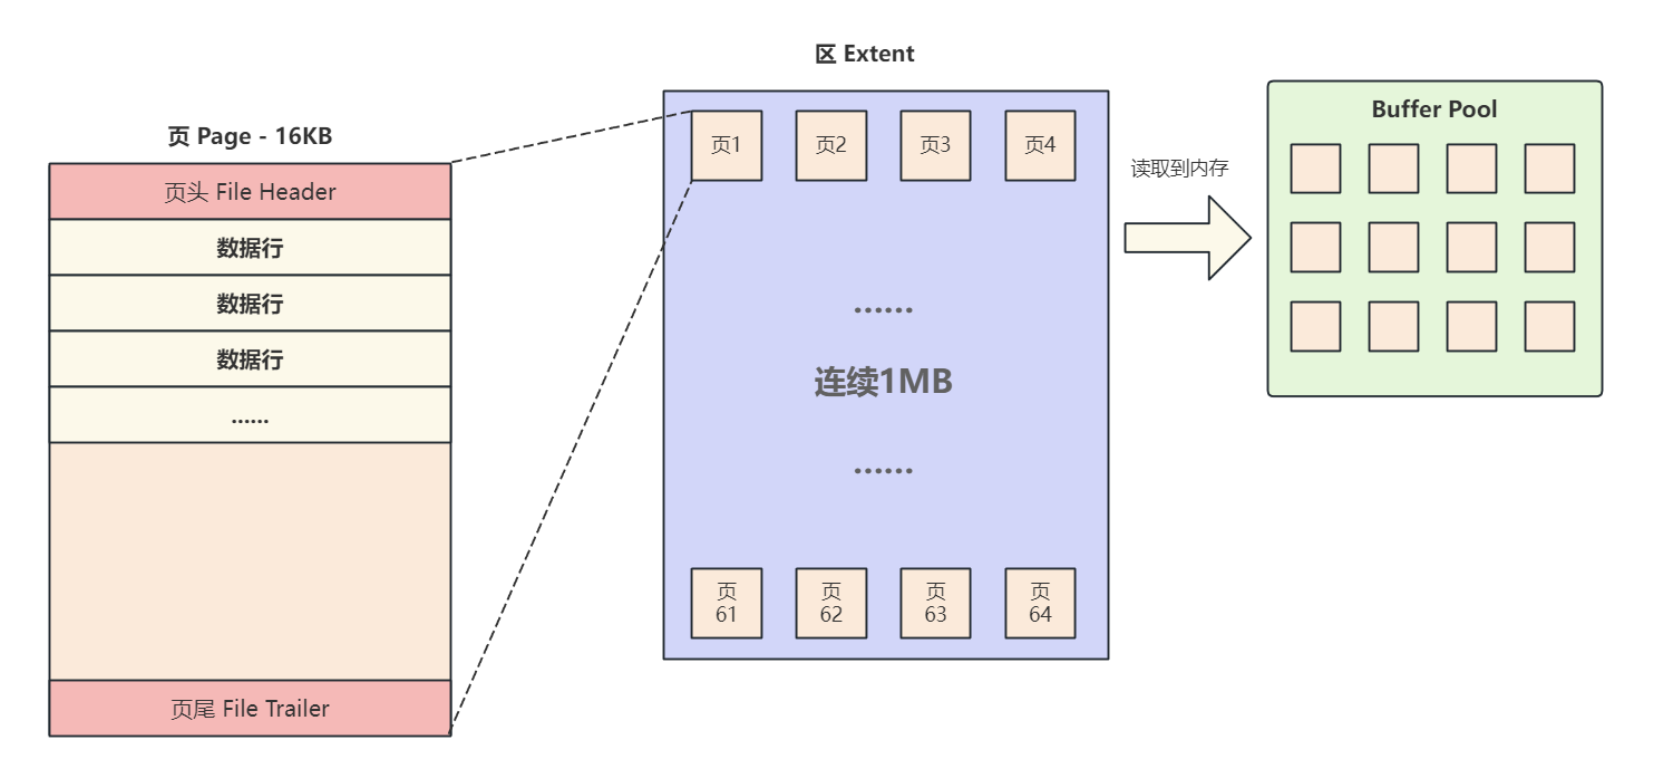 页 Page - 16KB
页头 File Header
数据行
数据行
数据行
......
页尾 File Trailer
区 Extent
页1
页2
页3
页4
......
连续1MB
......
页
61
页
62
页
63
页
64
读取到内存
Buffer Pool